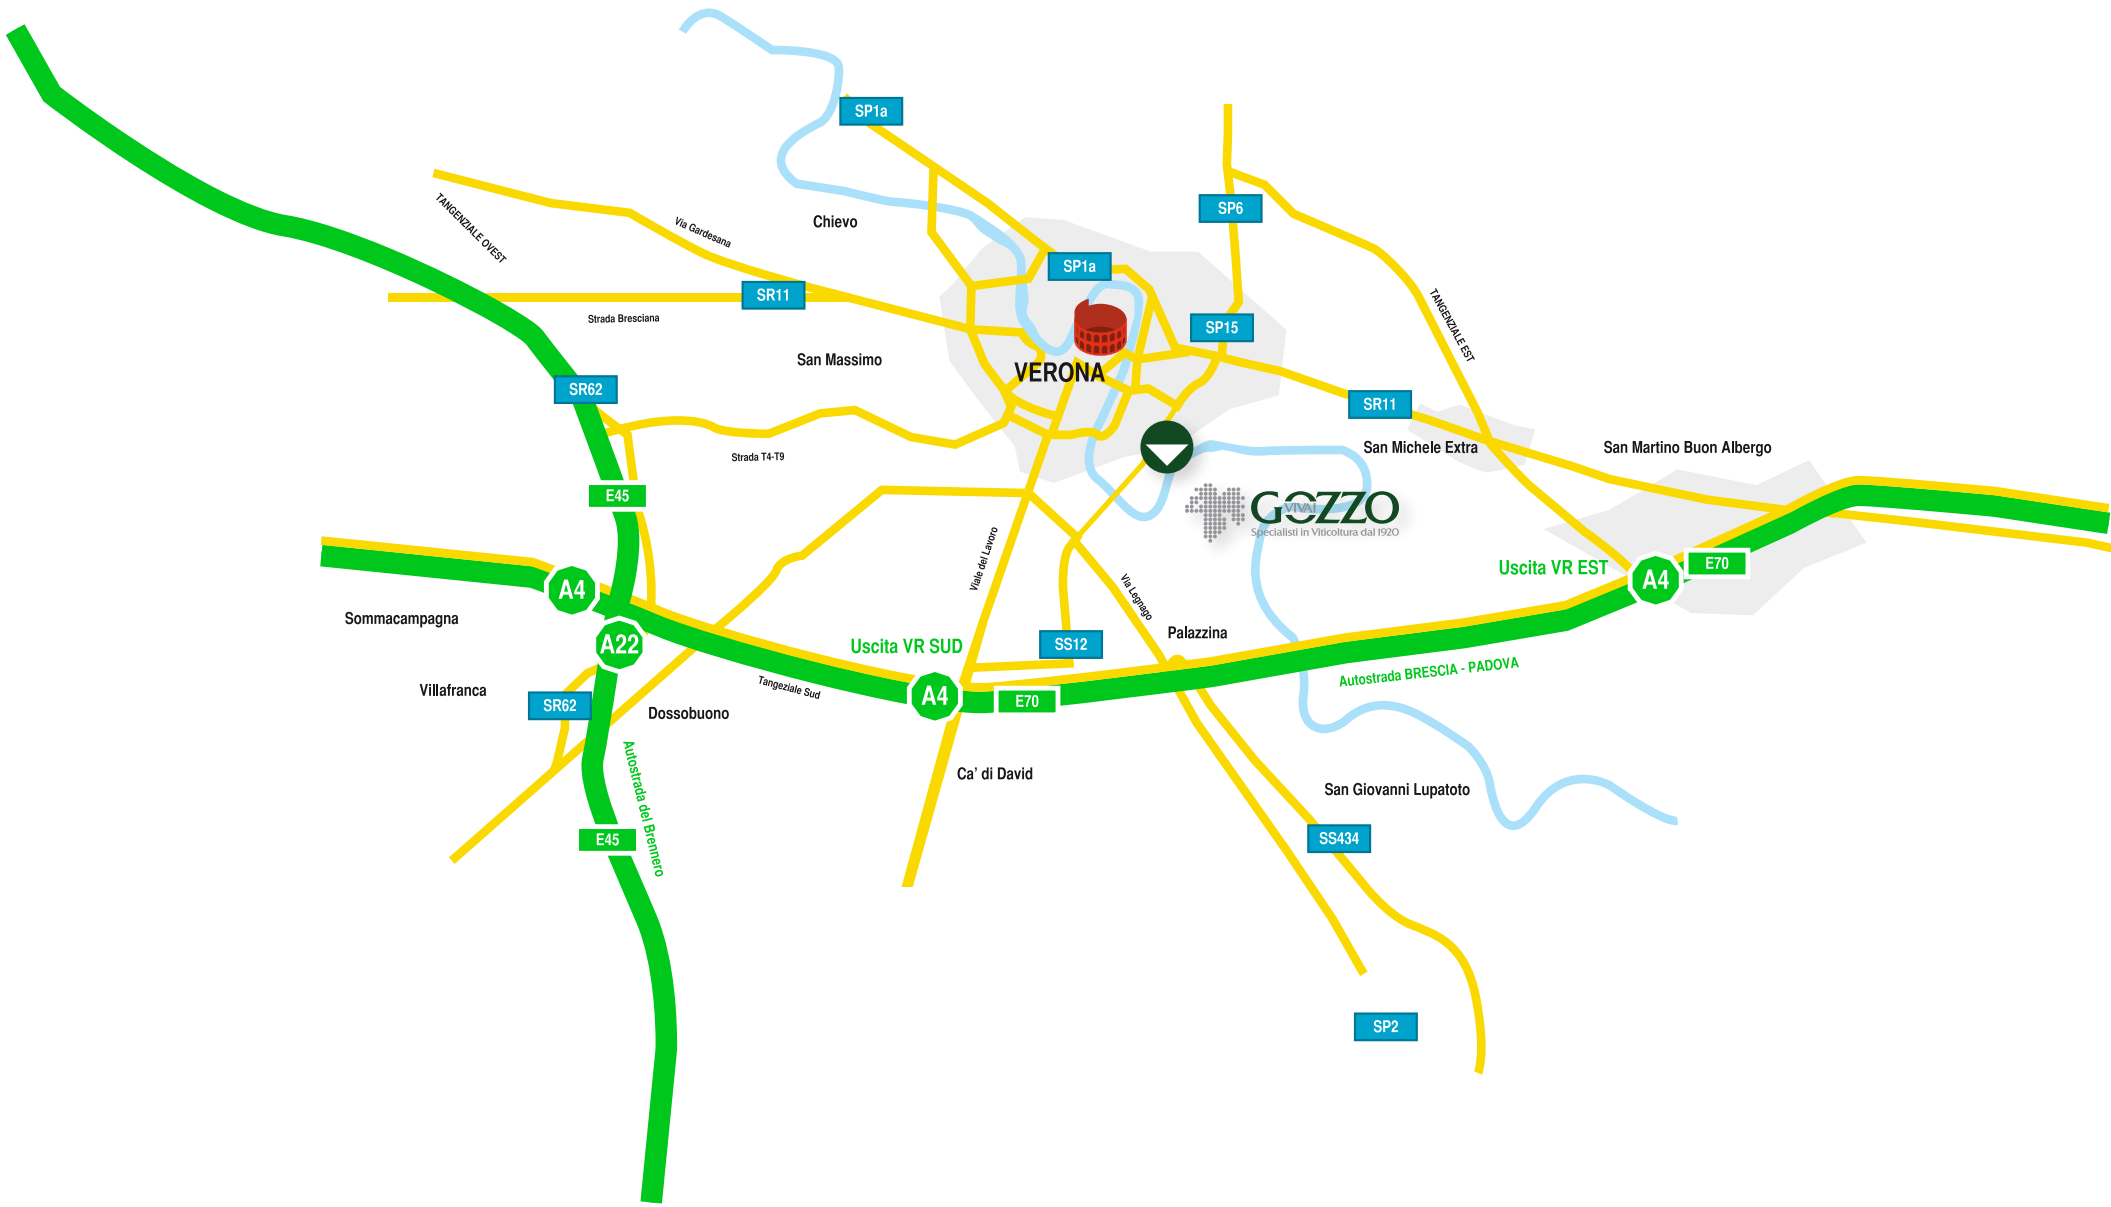 SP1a
TANGENZIALE OVEST
Via Gardesana
Chievo
SP6
SP1a
SR11
Strada Bresciana
SP15
TANGENZIALE EST
San Massimo
VERONA
SR62
SR11
San Michele Extra
San Martino Buon Albergo
Strada T4-T9
E45
VIVAI
GOZZO
Specialisti in Viticoltura dal 1920
Viale del Lavoro
Via Legnago
Uscita VR EST
A4
E70
A4
Sommacampagna
A22
Uscita VR SUD
SS12
Palazzina
Autostrada BRESCIA - PADOVA
Villafranca
SR62
Tangeziale Sud
A4
E70
Dossobuono
Autostrada del Brennero
Ca' di David
San Giovanni Lupatoto
E45
SS434
SP2